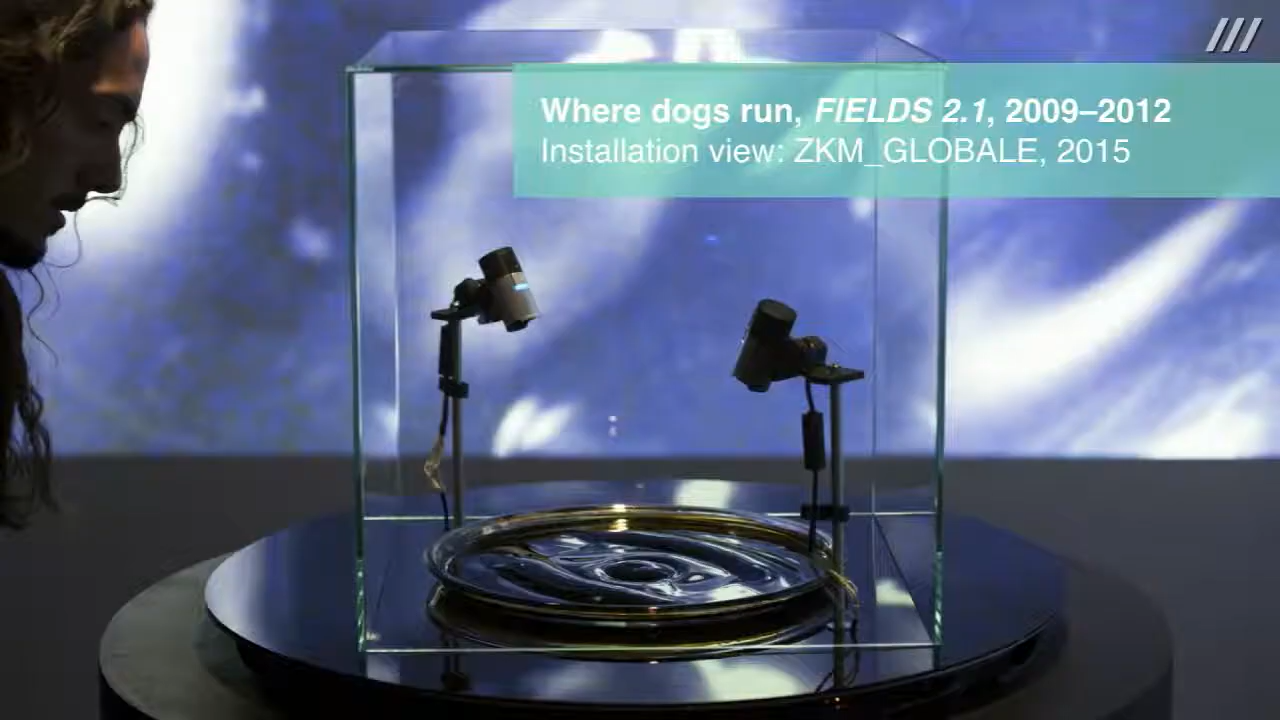 Where dogs run, FIELDS 2.1, 2009–2012
Installation view: ZKM_GLOBALE, 2015